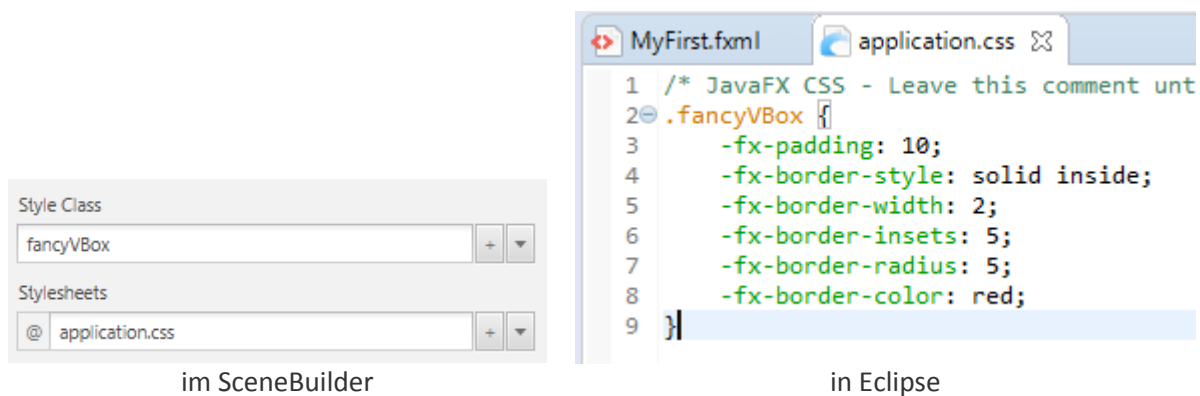 Style Class
fancyVBox
+
Stylesheets
@ application.css
+
im SceneBuilder
MyFirst.fxml application.css
1 /* JavaFX CSS - Leave this comment unt
2 .fancyVBox {
3 -fx-padding: 10;
4 -fx-border-style: solid inside;
5 -fx-border-width: 2;
6 -fx-border-insets: 5;
7 -fx-border-radius: 5;
8 -fx-border-color: red;
9 }
in Eclipse